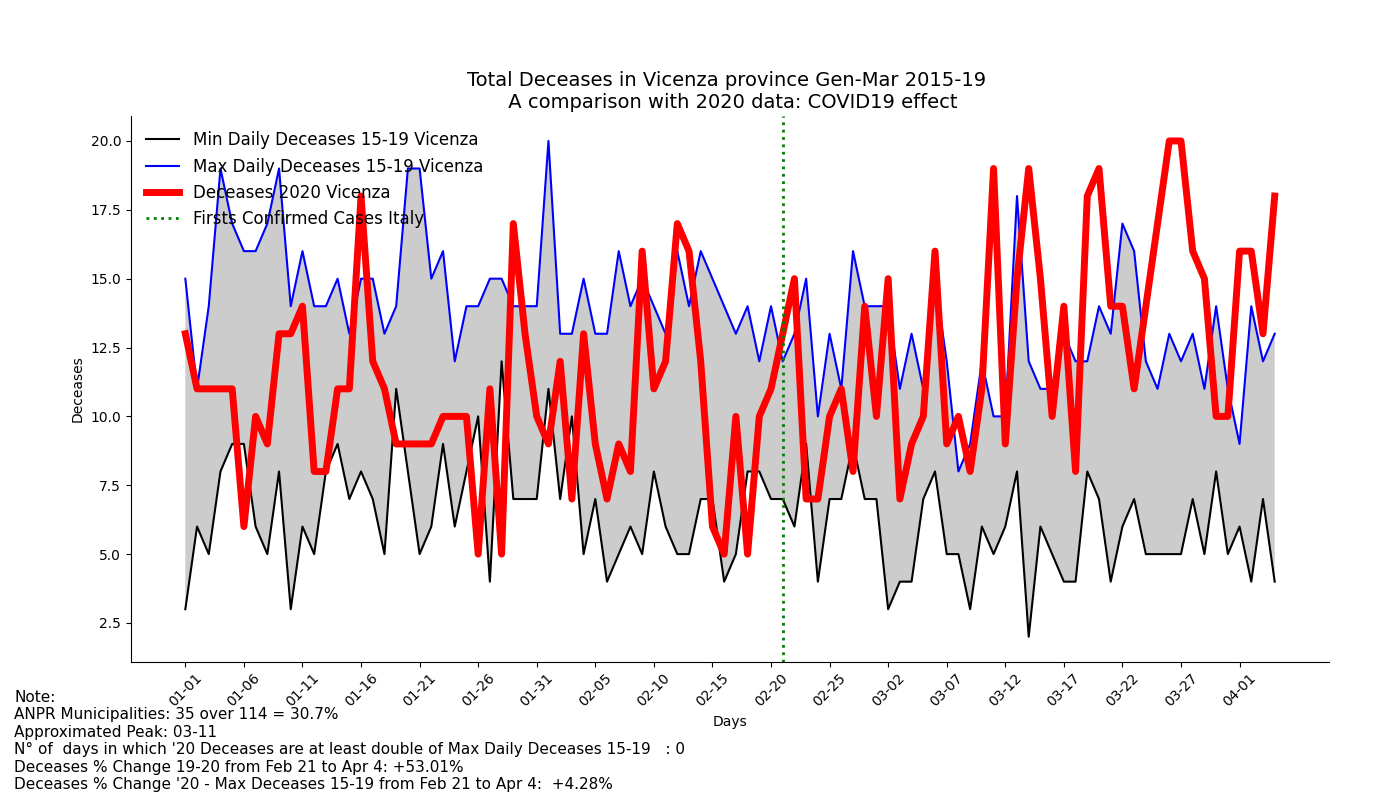 Total Deceases in Vicenza province Gen-Mar 2015-19
A comparison with 2020 data: COVID19 effect
Min Daily Deceases 15-19 Vicenza
Max Daily Deceases 15-19 Vicenza
Deceases 2020 Vicenza
Firsts Confirmed Cases Italy
Deceases
20.0
17.5
15.0
12.5
10.0
7.5
5.0
2.5
01-01 01-06 01-11 01-16 01-21 01-26 01-31 02-05 02-10 02-15 02-20 02-25 03-02 03-07 03-12 03-17 03-22 03-27 04-01
Days
Note:
ANPR Municipalities: 35 over 114 = 30.7%
Approximated Peak: 03-11
N° of  days in which '20 Deceases are at least double of Max Daily Deceases 15-19   : 0
Deceases % Change 19-20 from Feb 21 to Apr 4: +53.01%
Deceases % Change '20 - Max Deceases 15-19 from Feb 21 to Apr 4:  +4.28%